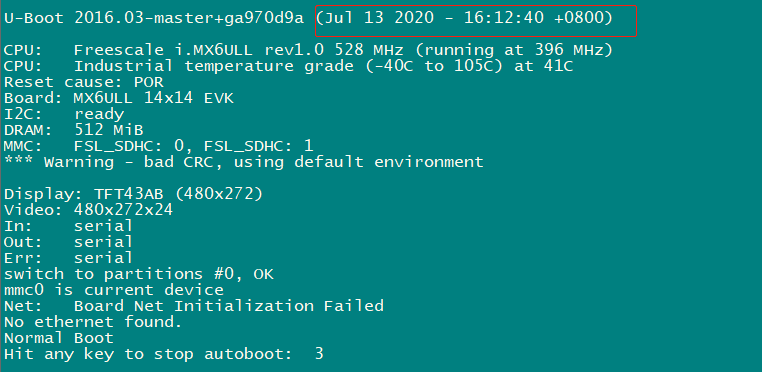 U-Boot 2016.03-master+ga970d9a (Jul 13 2020 - 16:12:40 +0800)
CPU:   Freescale i.MX6ULL rev1.0 528 MHz (running at 396 MHz)
CPU:   Industrial temperature grade (-40C to 105C) at 41C
Reset cause: POR
Board: MX6ULL 14x14 EVK
I2C:   ready
DRAM:  512 MiB
MMC:   FSL_SDHC: 0, FSL_SDHC: 1
*** Warning - bad CRC, using default environment
Display: TFT43AB (480x272)
Video: 480x272x24
In:    serial
Out:   serial
Err:   serial
switch to partitions #0, OK
mmc0 is current device
Net:   Board Net Initialization Failed
No ethernet found.
Normal Boot
Hit any key to stop autoboot:  3